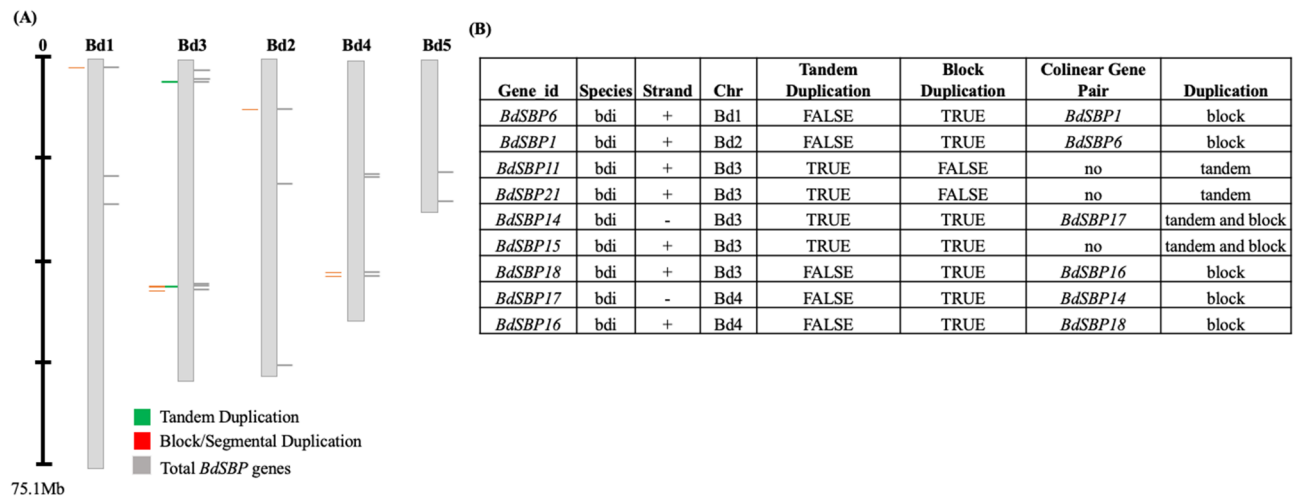 (A)
0 Bd1 Bd3 Bd2 Bd4 Bd5
75.1Mb
Tandem Duplication
Block/Segmental Duplication
Total BdSBP genes
(B)
Tandem Block Colinear Gene
Gene_id Species Strand Chr Duplication Duplication Pair Duplication
BdSBP6 bdi + Bd1 FALSE TRUE BdSBP1 block
BdSBP1 bdi + Bd2 FALSE TRUE BdSBP6 block
BdSBP11 bdi + Bd3 TRUE FALSE no tandem
BdSBP21 bdi + Bd3 TRUE FALSE no tandem
BdSBP14 bdi - Bd3 TRUE TRUE BdSBP17 tandem and block
BdSBP15 bdi + Bd3 TRUE TRUE no tandem and block
BdSBP18 bdi + Bd3 FALSE TRUE BdSBP16 block
BdSBP17 bdi - Bd4 FALSE TRUE BdSBP14 block
BdSBP16 bdi + Bd4 FALSE TRUE BdSBP18 block